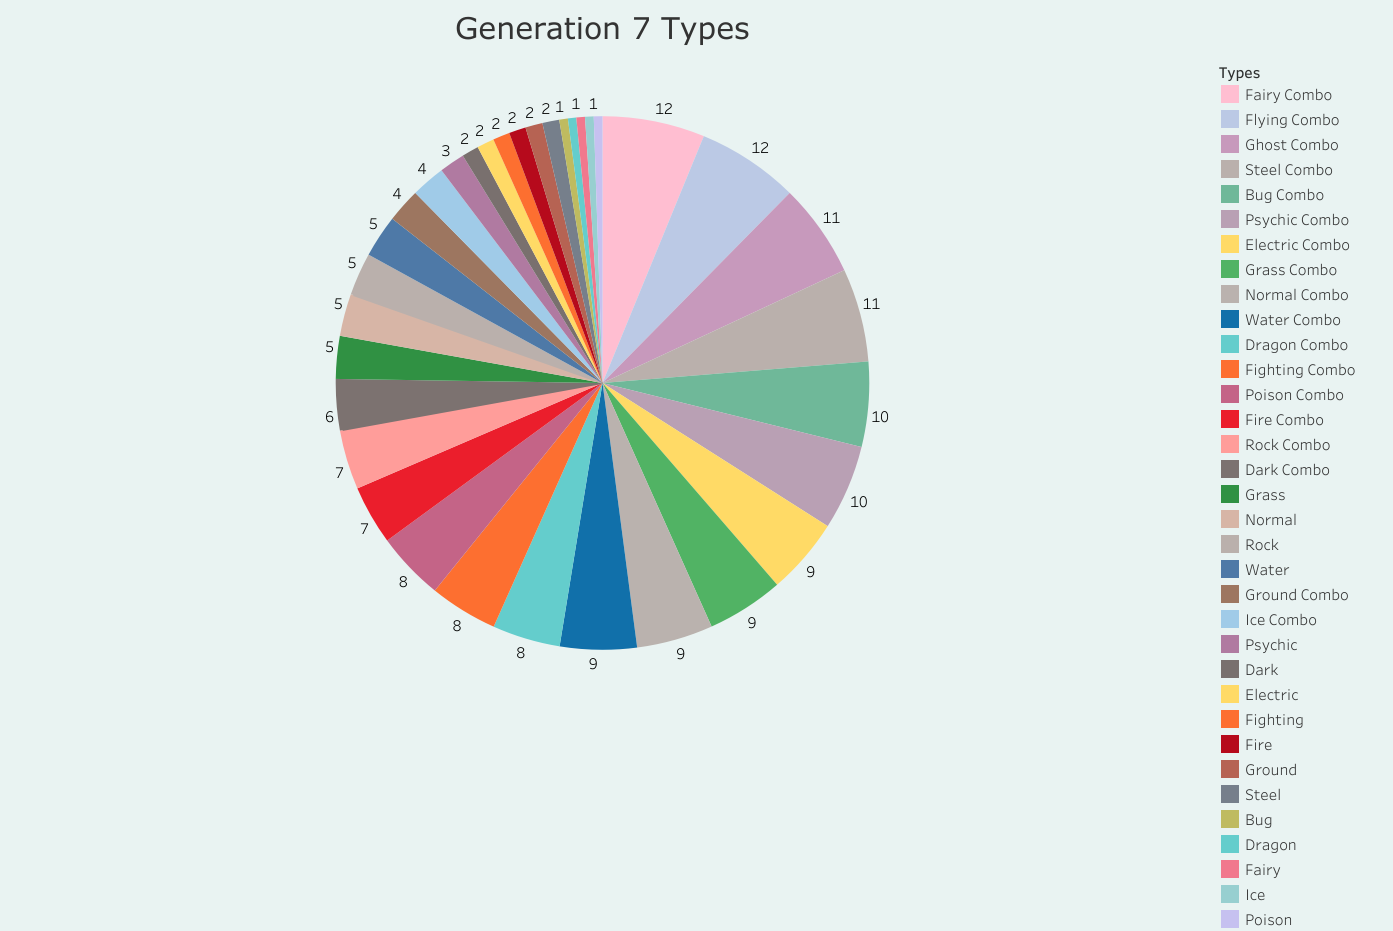 Generation 7 Types
12
12
11
11
10
10
9
9
9
9
8
8
8
7
7
6
5
5
5
5
4
4
3
2
2
2
2
2
2
1
1
1
Types
Fairy Combo
Flying Combo
Ghost Combo
Steel Combo
Bug Combo
Psychic Combo
Electric Combo
Grass Combo
Normal Combo
Water Combo
Dragon Combo
Fighting Combo
Poison Combo
Fire Combo
Rock Combo
Dark Combo
Grass
Normal
Rock
Water
Ground Combo
Ice Combo
Psychic
Dark
Electric
Fighting
Fire
Ground
Steel
Bug
Dragon
Fairy
Ice
Poison